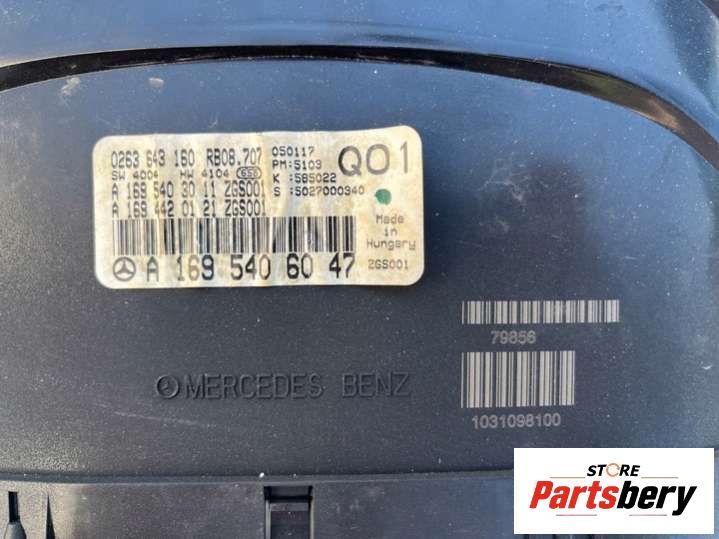 0263 643 160 RB08.707 050117
SW 4004 HW 4104 GSS PM:5103
A 169 540 30 11 ZGS001 K :585022
A 169 442 01 21 ZGS001 S :5027000340
Q01
Made
in
Hungary
A 169 540 60 47 ZGS001
79856
MERCEDES BENZ
1031098100
STORE
Partsbery